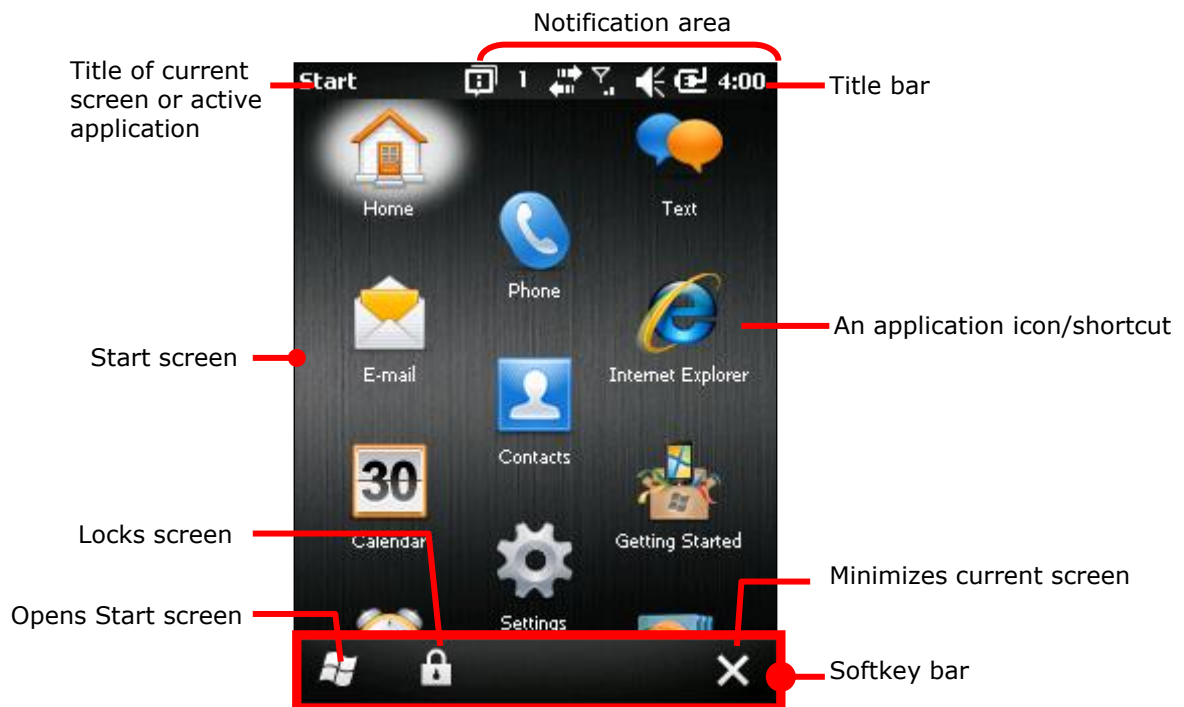 Notification area
Title of current
screen or active
application
Start
1
4:00
Title bar
Home
Text
Phone
An application icon/shortcut
Start screen
E-mail
Internet Explorer
Contacts
30
Locks screen
Calendar
Getting Started
Minimizes current screen
Opens Start screen
Settings
Softkey bar